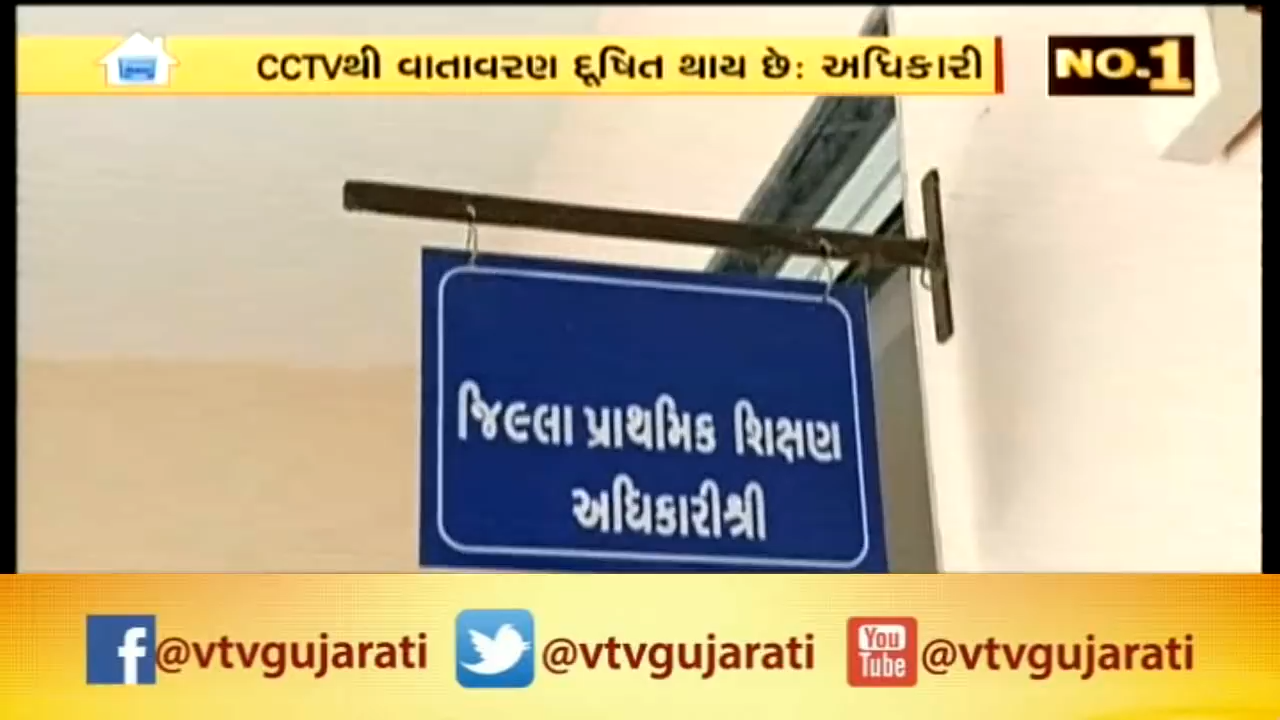 CCTVથી વાતાવરણ દૂષિત થાય છે: અધિકારી
NO.1
જિલ્લા પ્રાથમિક શિક્ષણ
અધિકારીશ્રી
@vtvgujarati
@vtvgujarati
You Tube
@vtvgujarati